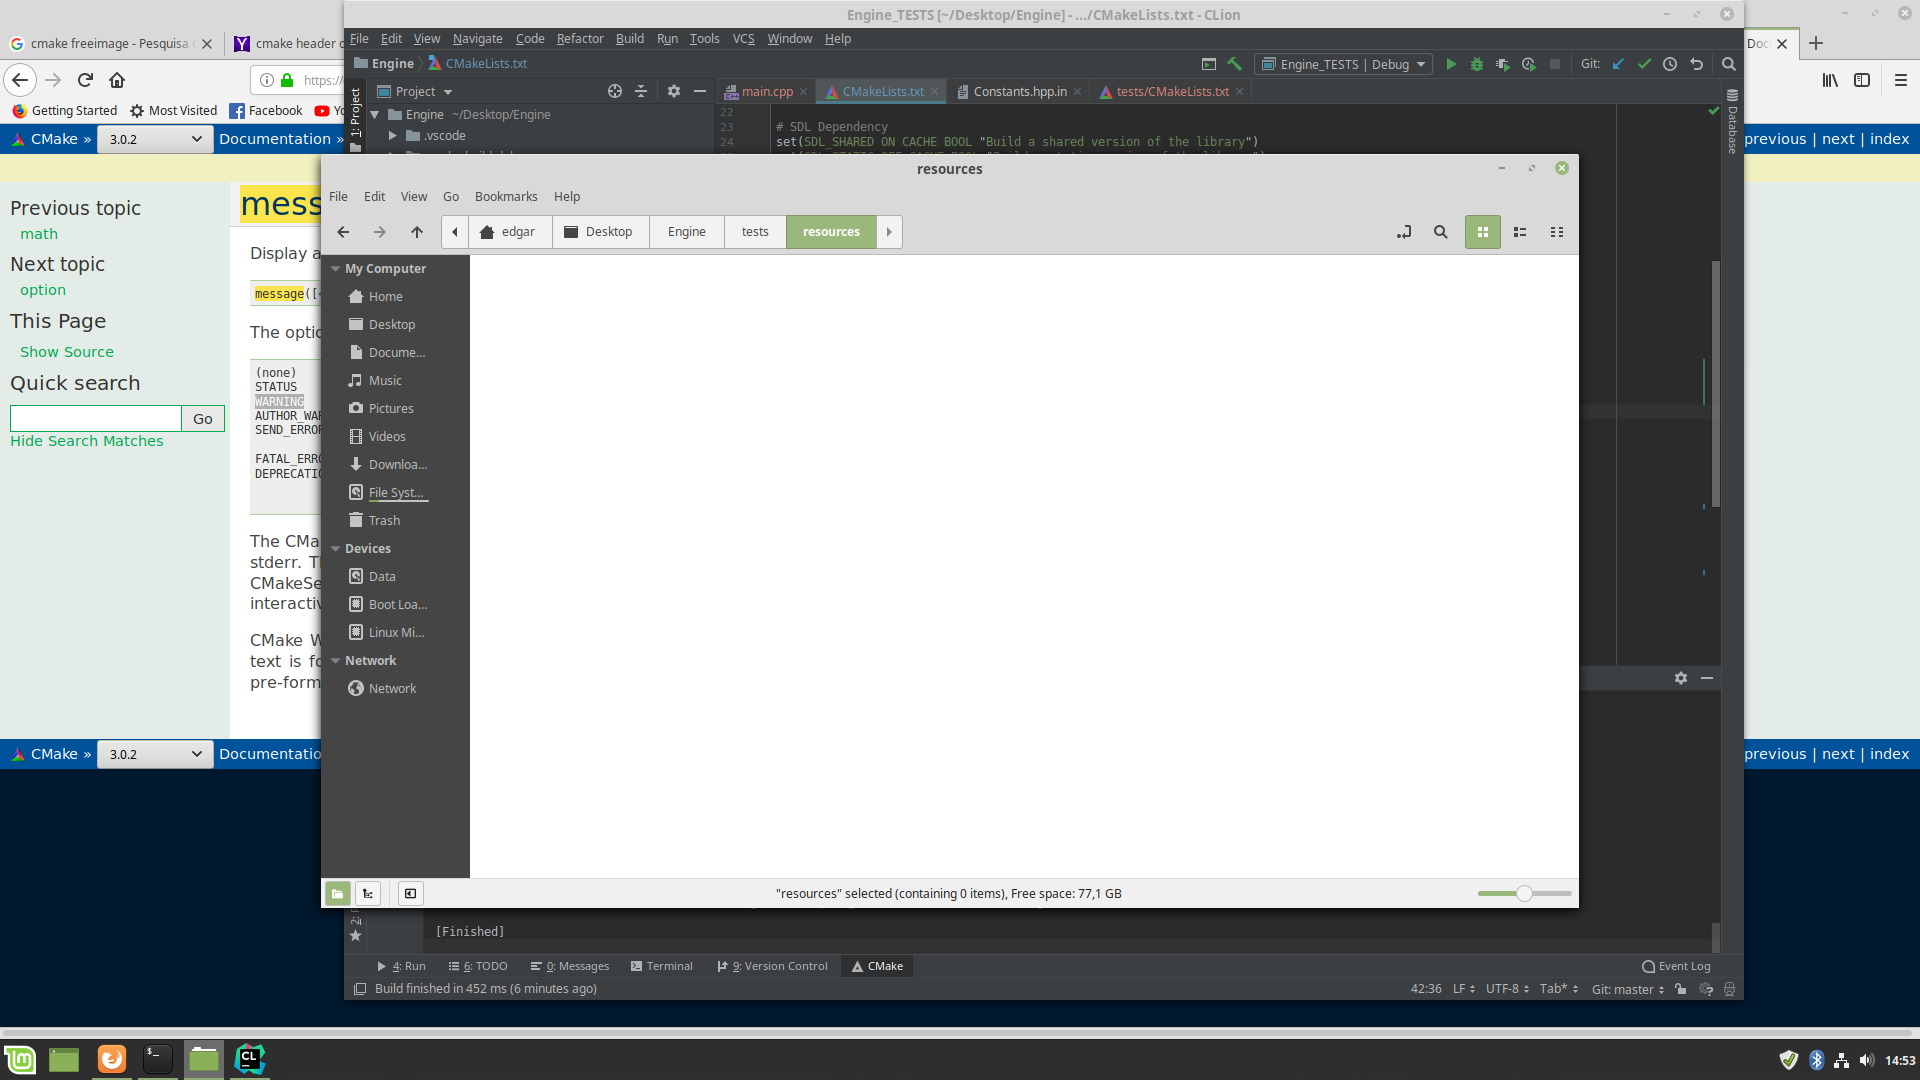 Engine_TESTS [~/Desktop/Engine] - .../CMakeLists.txt - CLion
cmake freeimage - Pesquisa
cmake header
File Edit View Navigate Code Refactor Build Run Tools VCS Window Help
Engine CMakeLists.txt
Engine_TESTS | Debug
Git:
https://
Project
main.cpp
CMakeLists.txt
Constants.hpp.in
tests/CMakeLists.txt
1: Project
Database
Getting Started
Most Visited
Facebook
Engine ~/Desktop/Engine
.vscode
22
23 # SDL Dependency
24 set(SDL_SHARED ON CACHE BOOL "Build a shared version of the library")
CMake »
3.0.2
Documentation »
previous | next | index
resources
File Edit View Go Bookmarks Help
edgar
Desktop
Engine
tests
resources
My Computer
Home
Desktop
Docume...
Music
Pictures
Videos
Downloa...
File Syst...
Trash
Devices
Data
Boot Loa...
Linux Mi...
Network
Network
"resources" selected (containing 0 items), Free space: 77,1 GB
Previous topic
math
Next topic
option
This Page
Show Source
Quick search
Go
Hide Search Matches
mess
Display a
message([
The optio
(none)
STATUS
WARNING
AUTHOR_WAR
SEND_ERROR
FATAL_ERRO
DEPRECATIO
The CMa
stderr. T
CMakeSe
interactiv
CMake W
text is fo
pre-form
CMake »
3.0.2
Documentatio
previous | next | index
[Finished]
4: Run
6: TODO
0: Messages
Terminal
9: Version Control
CMake
Event Log
Build finished in 452 ms (6 minutes ago)
42:36 LF UTF-8 Tab* Git: master
14:53